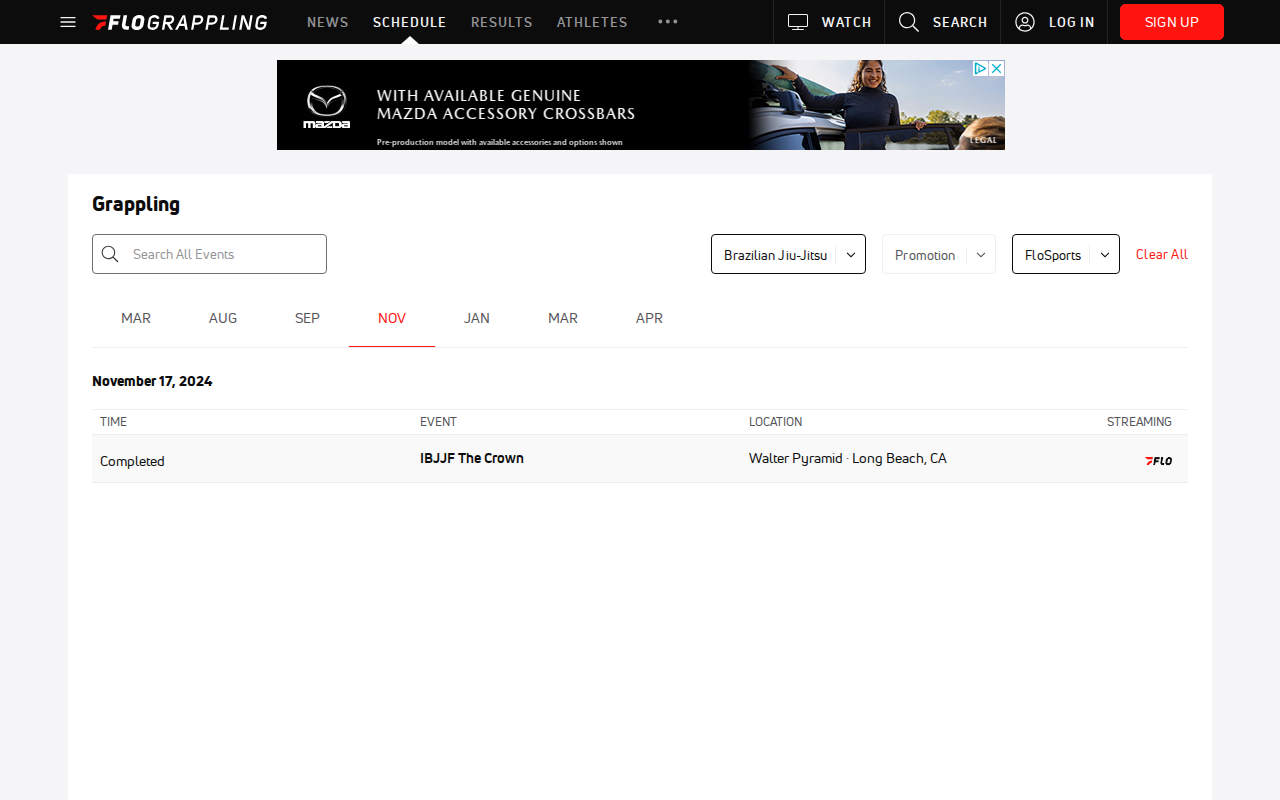 FLOGRAPPLING NEWS SCHEDULE RESULTS ATHLETES WATCH SEARCH LOG IN SIGN UP
WITH AVAILABLE GENUINE
MAZDA ACCESSORY CROSSBARS
mazda
Pre-production model with available accessories and options shown
LEGAL
Grappling
Search All Events Brazilian Jiu-Jitsu Promotion FloSports Clear All
MAR AUG SEP NOV JAN MAR APR
November 17, 2024
TIME EVENT LOCATION STREAMING
Completed IBJJF The Crown Walter Pyramid · Long Beach, CA FLO